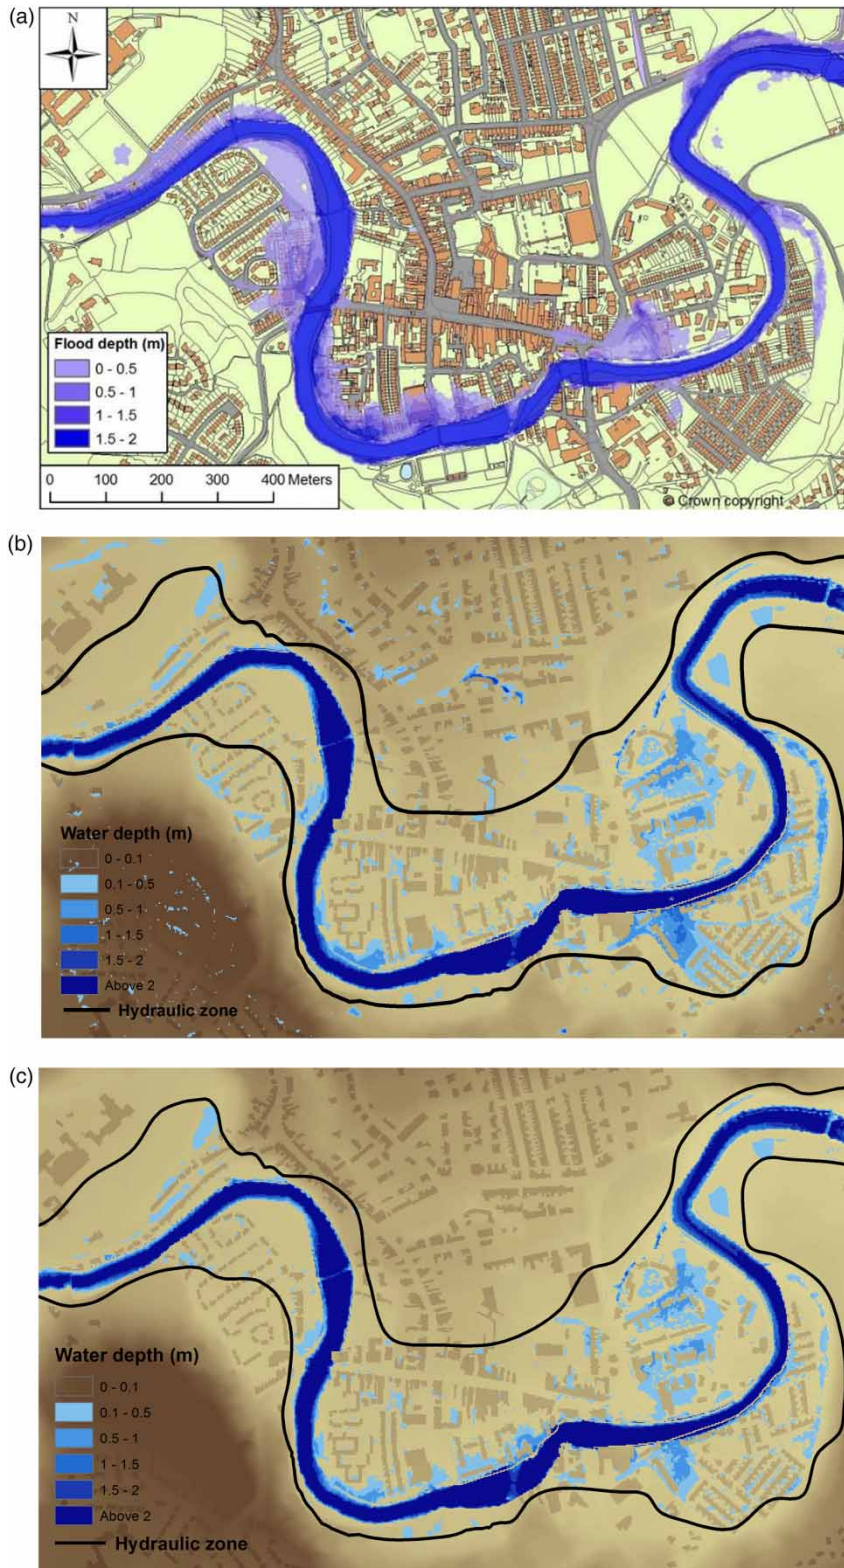 (a)
N
Flood depth (m)
0 - 0.5
0.5 - 1
1 - 1.5
1.5 - 2
0 100 200 300 400 Meters
© Crown copyright
(b)
Water depth (m)
0 - 0.1
0.1 - 0.5
0.5 - 1
1 - 1.5
1.5 - 2
Above 2
Hydraulic zone
(c)
Water depth (m)
0 - 0.1
0.1 - 0.5
0.5 - 1
1 - 1.5
1.5 - 2
Above 2
Hydraulic zone